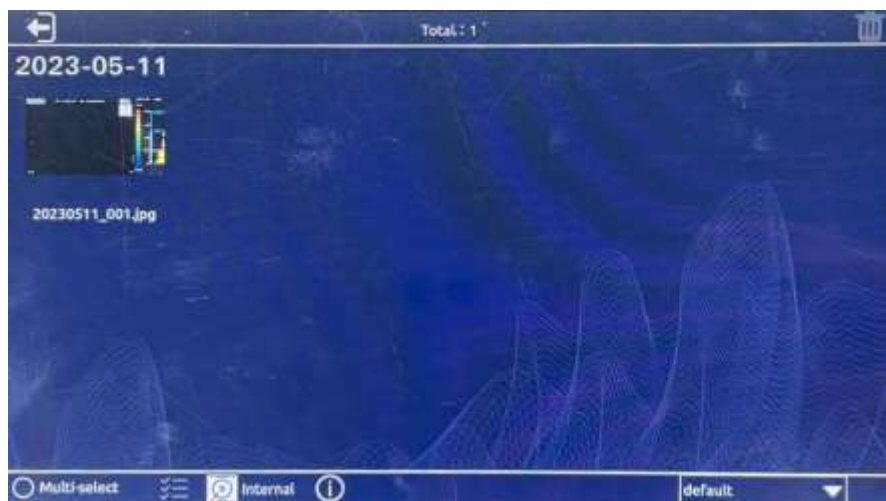 Total: 1
2023-05-11
20230511_001.jpg
Multi-select
Internal
default